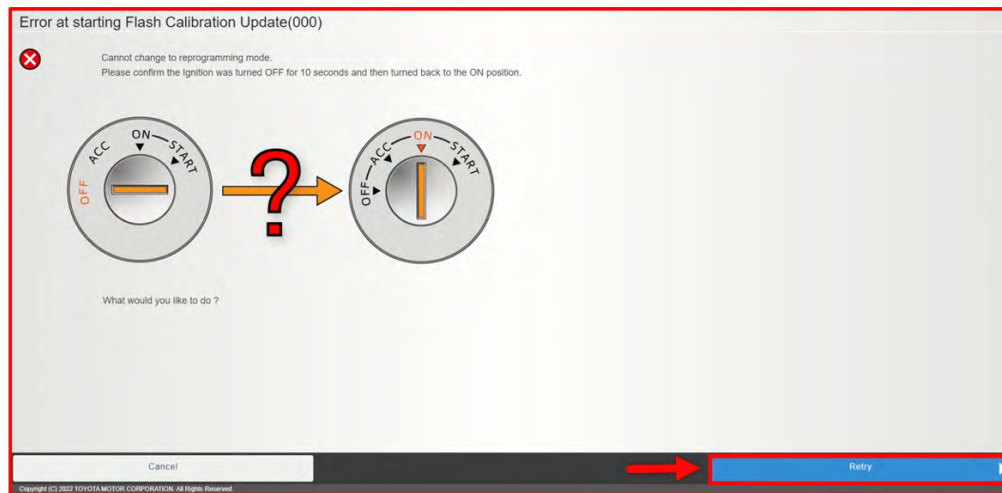 Error at starting Flash Calibration Update(000)
Cannot change to reprogramming mode.
Please confirm the Ignition was turned OFF for 10 seconds and then turned back to the ON position.
OFF ACC ON START
?
OFF ACC ON START
What would you like to do ?
Cancel
Retry
Copyright (C) 2022 TOYOTA MOTOR CORPORATION. All Rights Reserved.